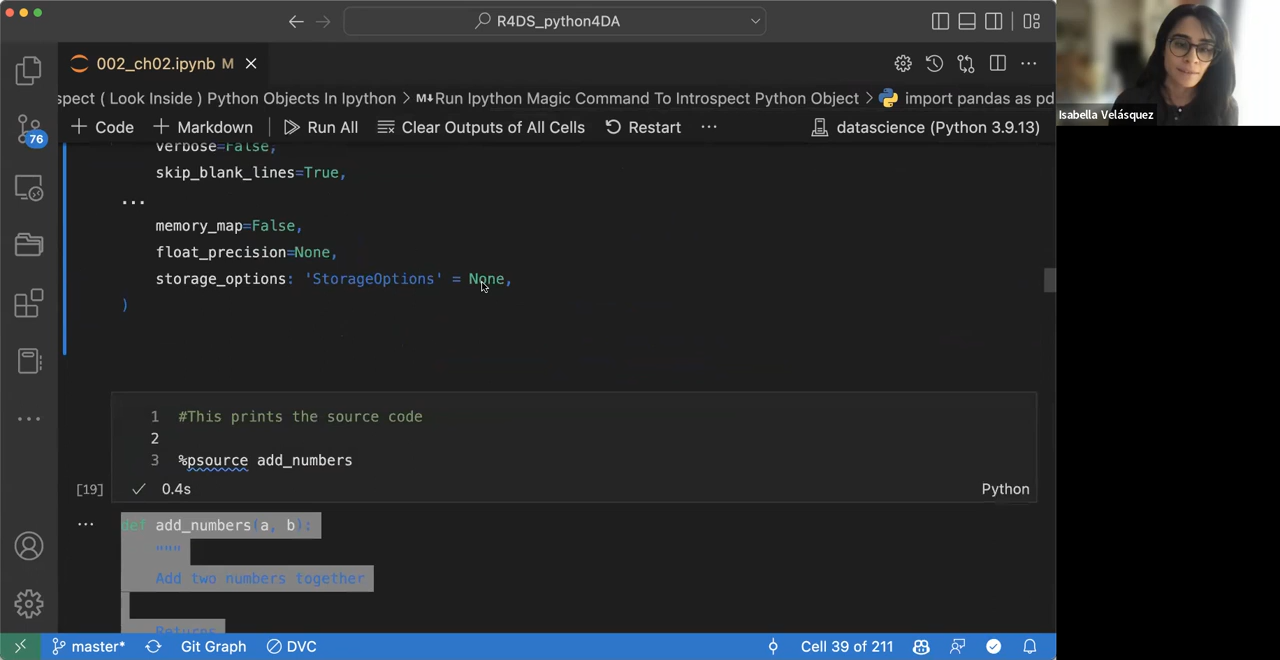 R4DS_python4DA
002_ch02.ipynb M
spect ( Look Inside ) Python Objects In Ipython > M↓Run Ipython Magic Command To Introspect Python Object > import pandas as pd
Code Markdown Run All Clear Outputs of All Cells Restart ... datascience (Python 3.9.13)
76
verbose=False,
skip_blank_lines=True,
...
memory_map=False,
float_precision=None,
storage_options: 'StorageOptions' = None,
)
1 #This prints the source code
2
3 %psource add_numbers
[19] 0.4s Python
def add_numbers(a, b):
"""
Add two numbers together
Returns
master* Git Graph DVC Cell 39 of 211
Isabella Velásquez